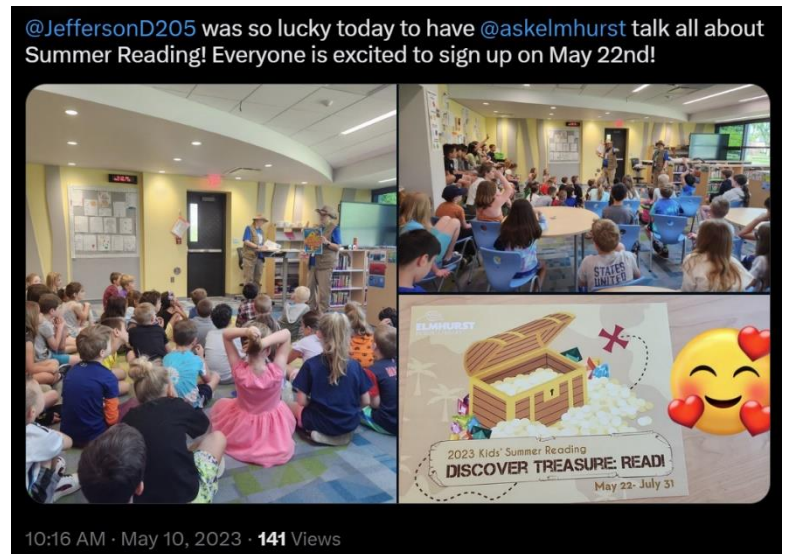 @JeffersonD205 was so lucky today to have @askelmhurst talk all about
Summer Reading! Everyone is excited to sign up on May 22nd!
STATES
UNITED
ELMHURST
2023 Kids' Summer Reading
DISCOVER TREASURE: READ!
May 22- July 31
10:16 AM · May 10, 2023 · 141 Views